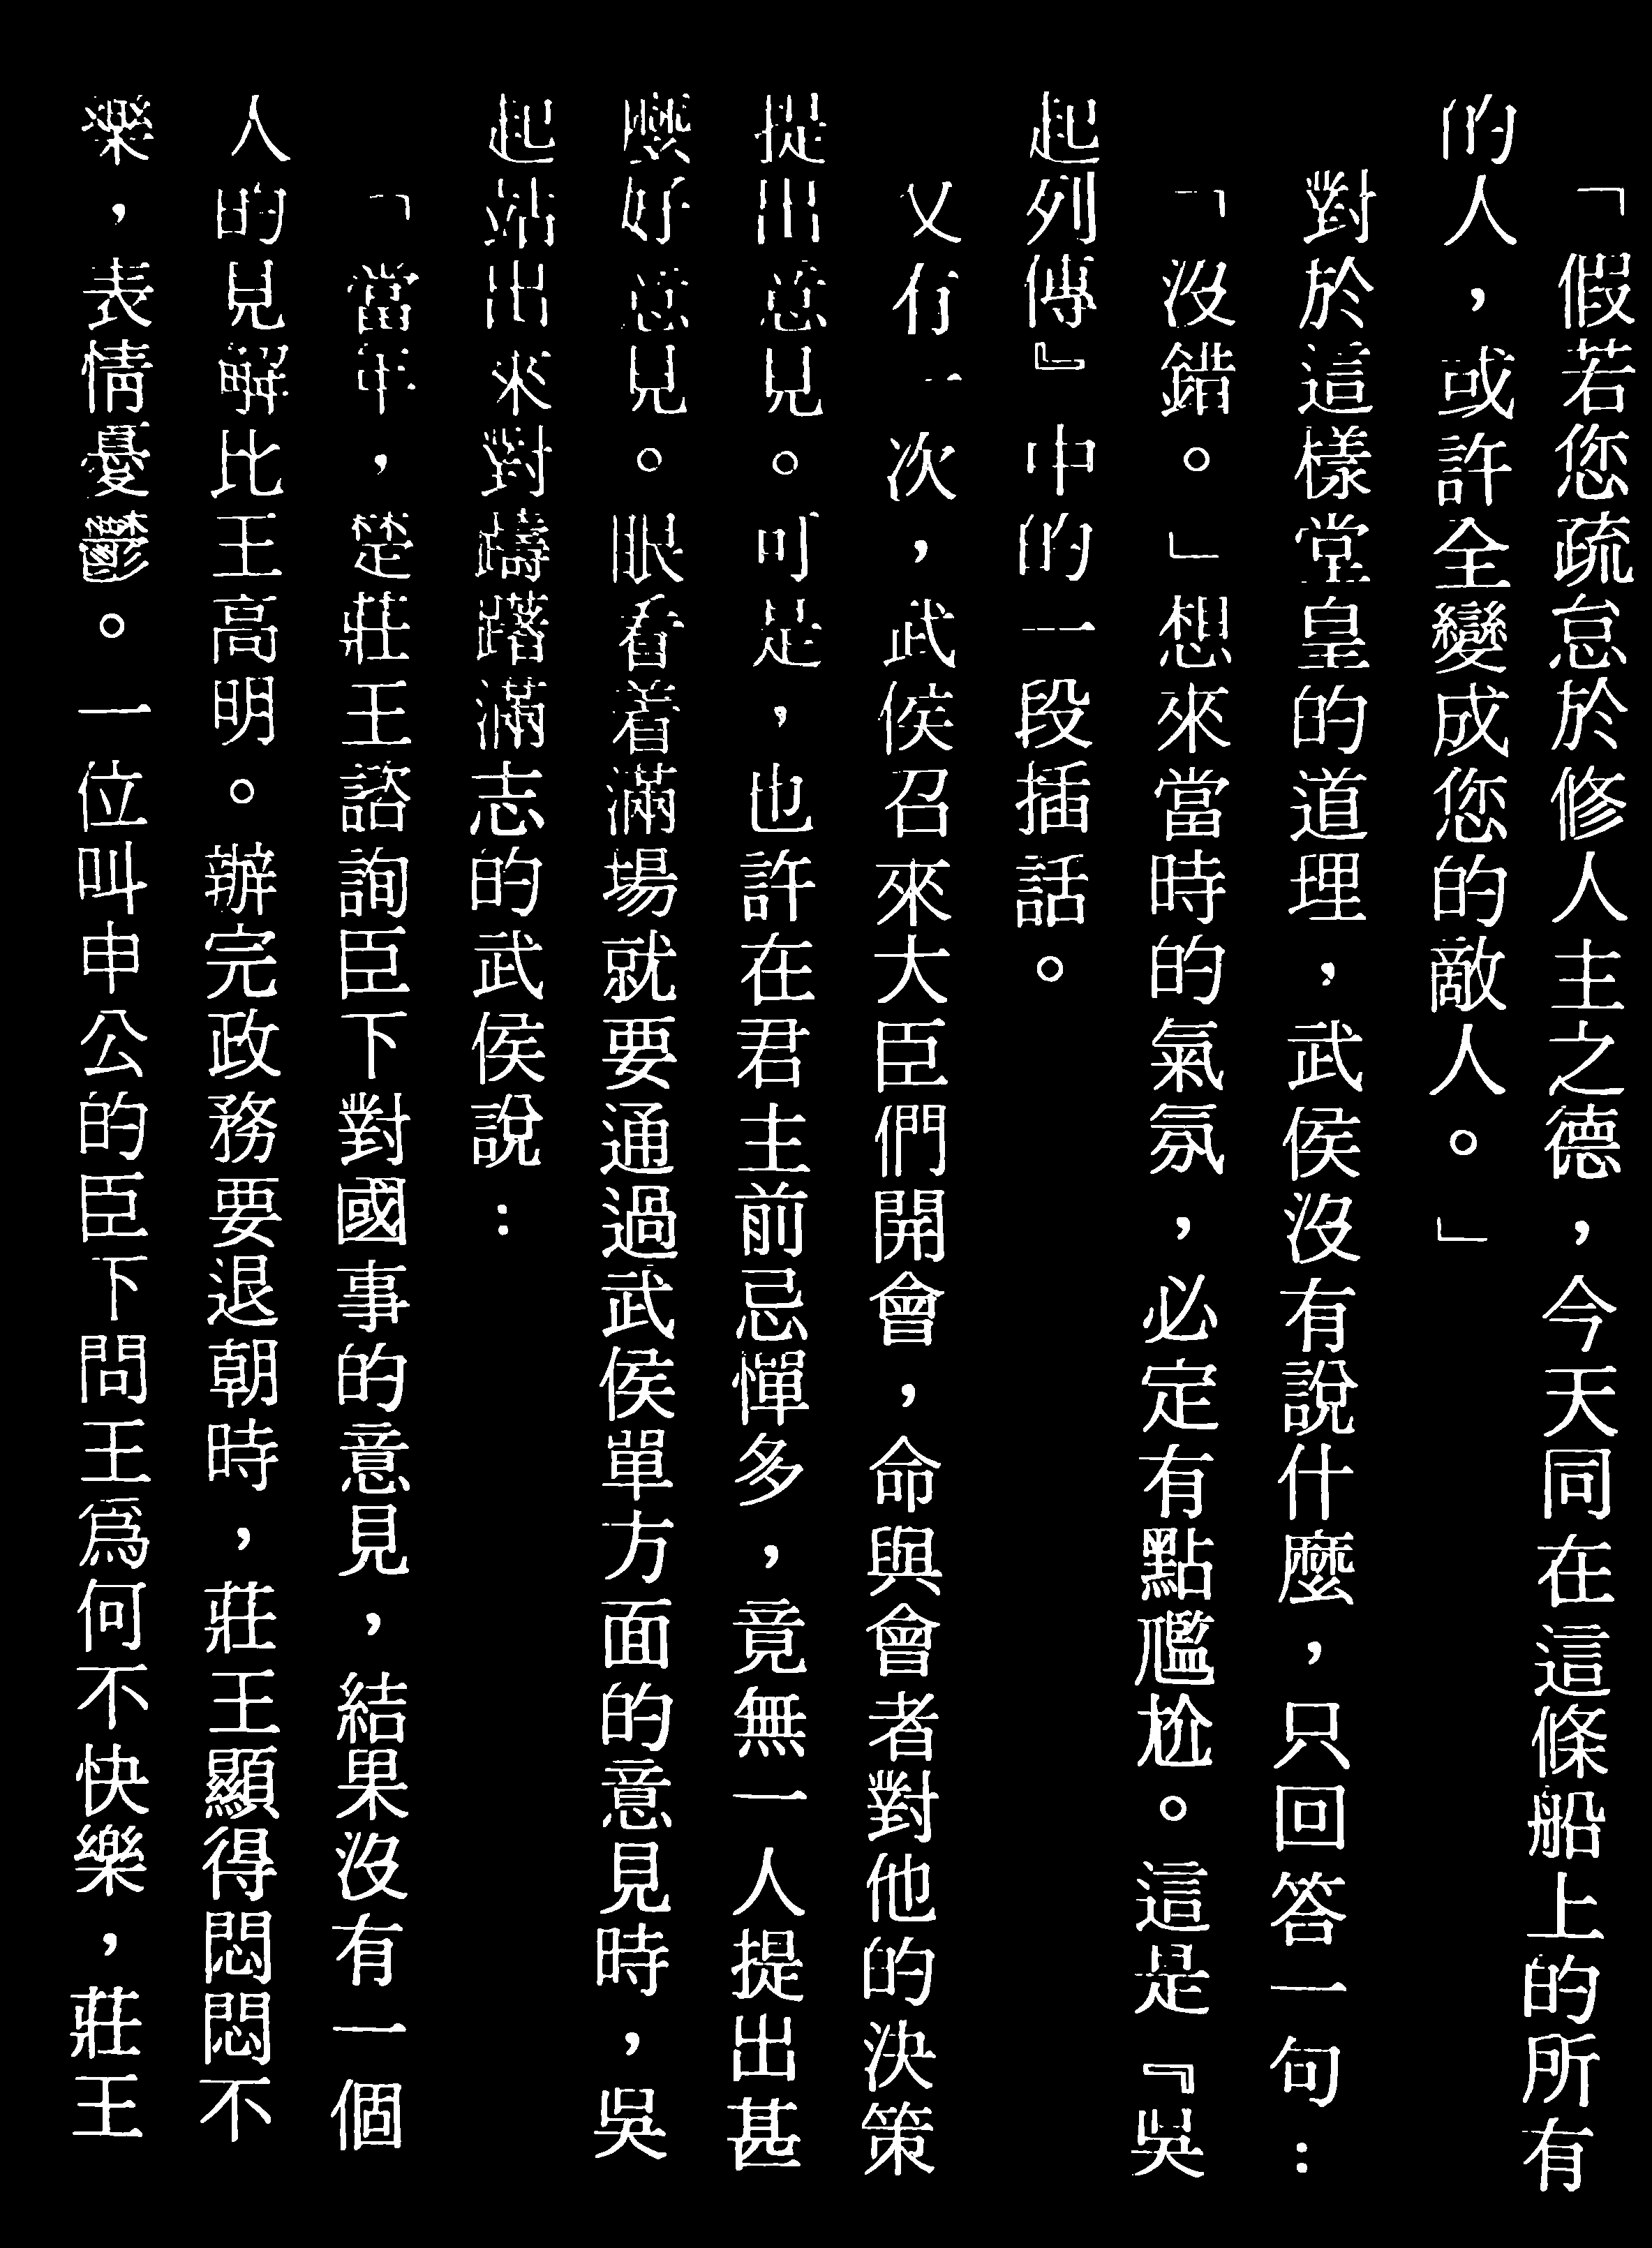 「假若您疏怠於修人主之德，今天同在這條船上的所有
的人，或許全變成您的敵人。」
對於這樣堂皇的道理，武侯沒有說什麼，只回答一句：
「沒錯。」想來當時的氣氛，必定有點尷尬。這是『吳
起列傳』中的一段插話。
又有一次，武侯召來大臣們開會，命與會者對他的決策
提出意見。可是，也許在君主前忌憚多，竟無一人提出甚
麼好意見。眼看着滿場就要通過武侯單方面的意見時，吳
起站出來對躊躇滿志的武侯說：
「當年，楚莊王諮詢臣下對國事的意見，結果沒有一個
人的見解比王高明。辦完政務要退朝時，莊王顯得悶悶不
樂，表情憂鬱。一位叫申公的臣下問王爲何不快樂，莊王